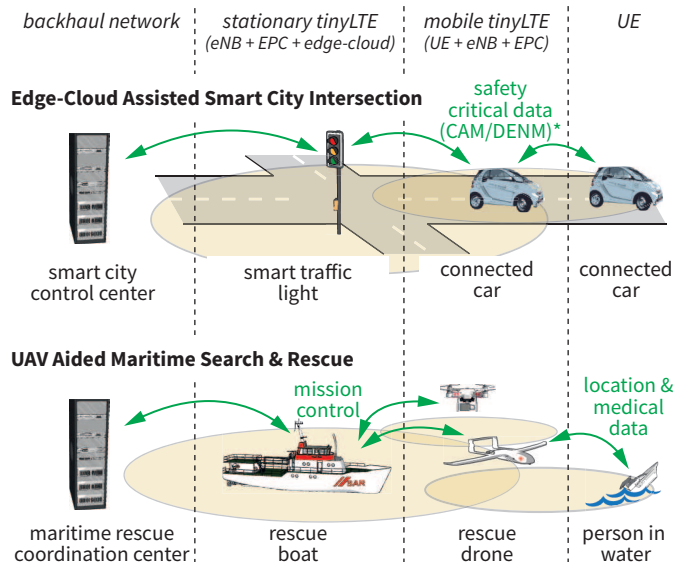 backhaul network
stationary tinyLTE
(eNB + EPC + edge-cloud)
mobile tinyLTE
(UE + eNB + EPC)
UE
Edge-Cloud Assisted Smart City Intersection
safety
critical data
(CAM/DENM)*
smart city
control center
smart traffic
light
connected
car
connected
car
UAV Aided Maritime Search & Rescue
mission
control
location &
medical
data
SAR
maritime rescue
coordination center
rescue
boat
rescue
drone
person in
water